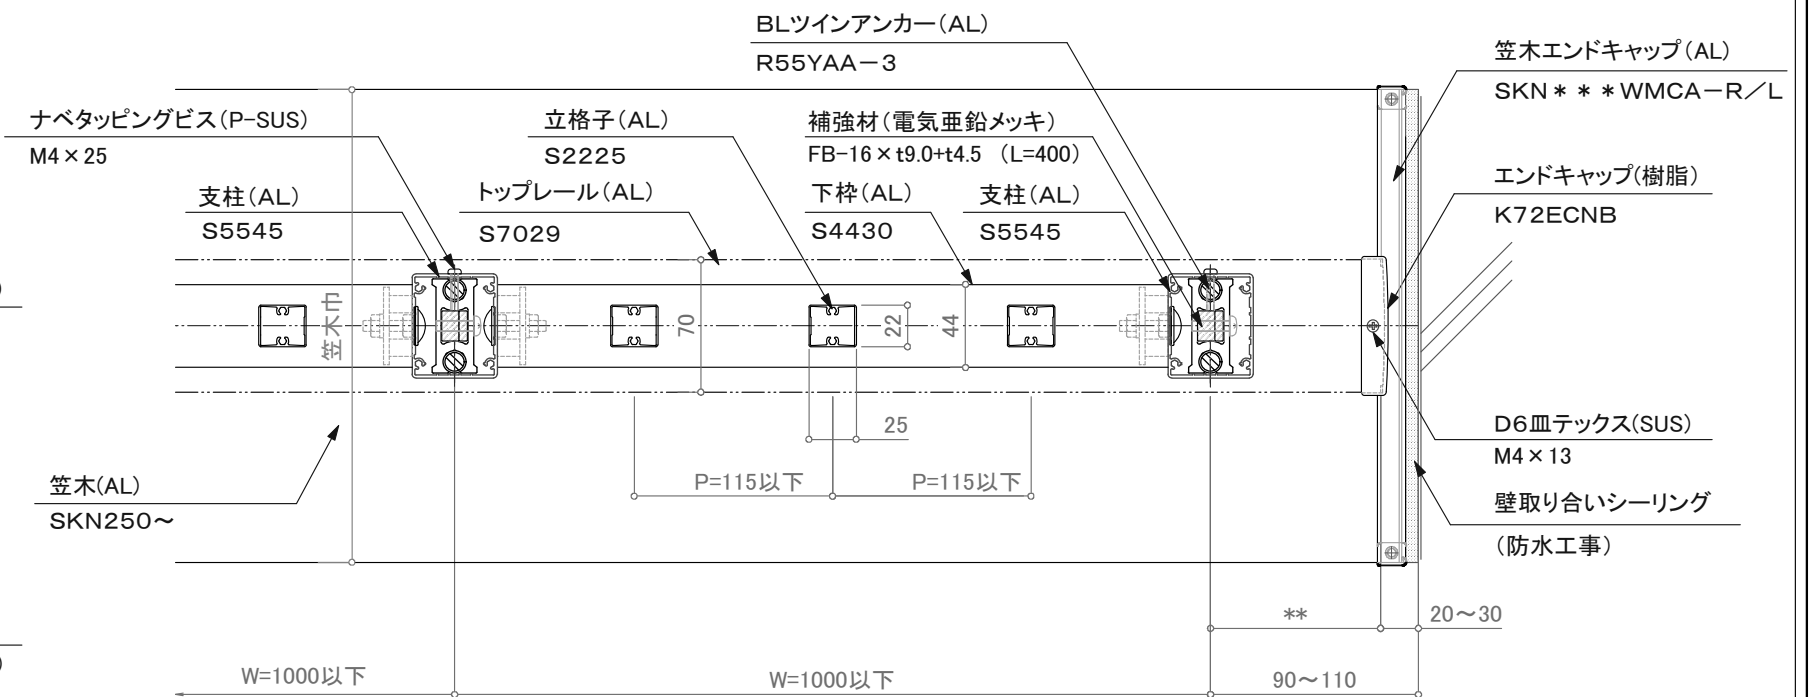 BLツインアンカー(AL)
R55YAA-3
笠木エンドキャップ(AL)
SKN***WMCA-R/L
ナベタッピングビス(P-SUS)
M4×25
立格子(AL)
S2225
補強材(電気亜鉛メッキ)
FB-16×t9.0+t4.5 (L=400)
エンドキャップ(樹脂)
K72ECNB
支柱(AL)
S5545
トップレール(AL)
S7029
下枠(AL)
S4430
支柱(AL)
S5545
笠木巾
70
22
44
25
P=115以下
P=115以下
D6皿テックス(SUS)
M4×13
笠木(AL)
SKN250~
壁取り合いシーリング
(防水工事)
**
20~30
W=1000以下
W=1000以下
90~110